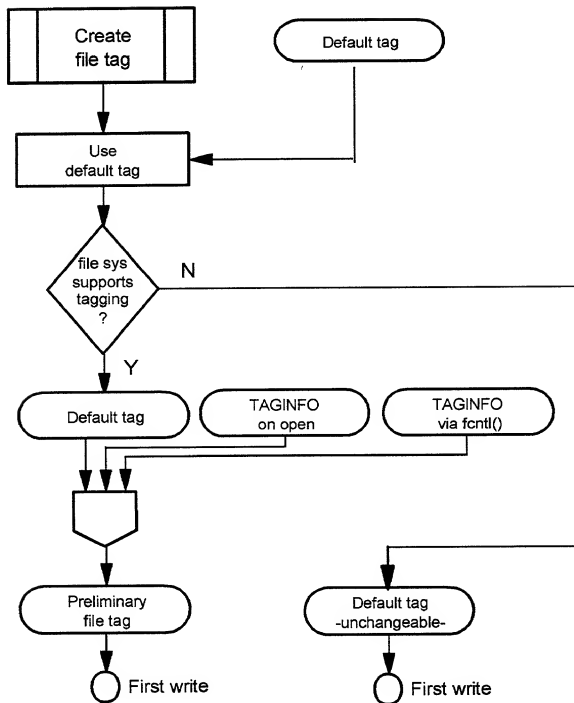 Create
file tag
Default tag
Use
default tag
file sys
supports
tagging
?
N
Y
Default tag
TAGINFO
on open
TAGINFO
via fcntl()
Preliminary
file tag
Default tag
-unchangeable-
First write
First write